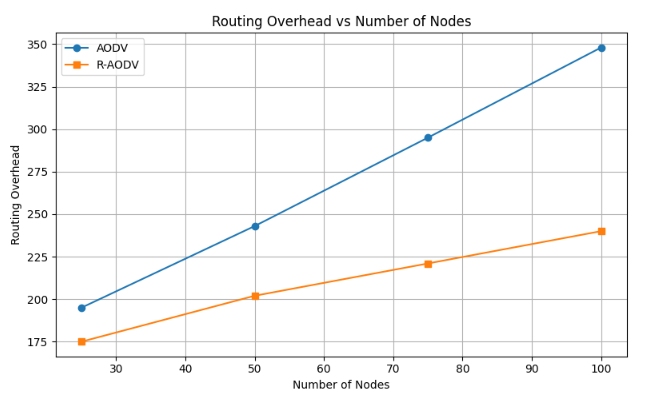 Routing Overhead vs Number of Nodes
AODV
R-AODV
350
325
300
275
250
225
200
175
Routing Overhead
30 40 50 60 70 80 90 100
Number of Nodes